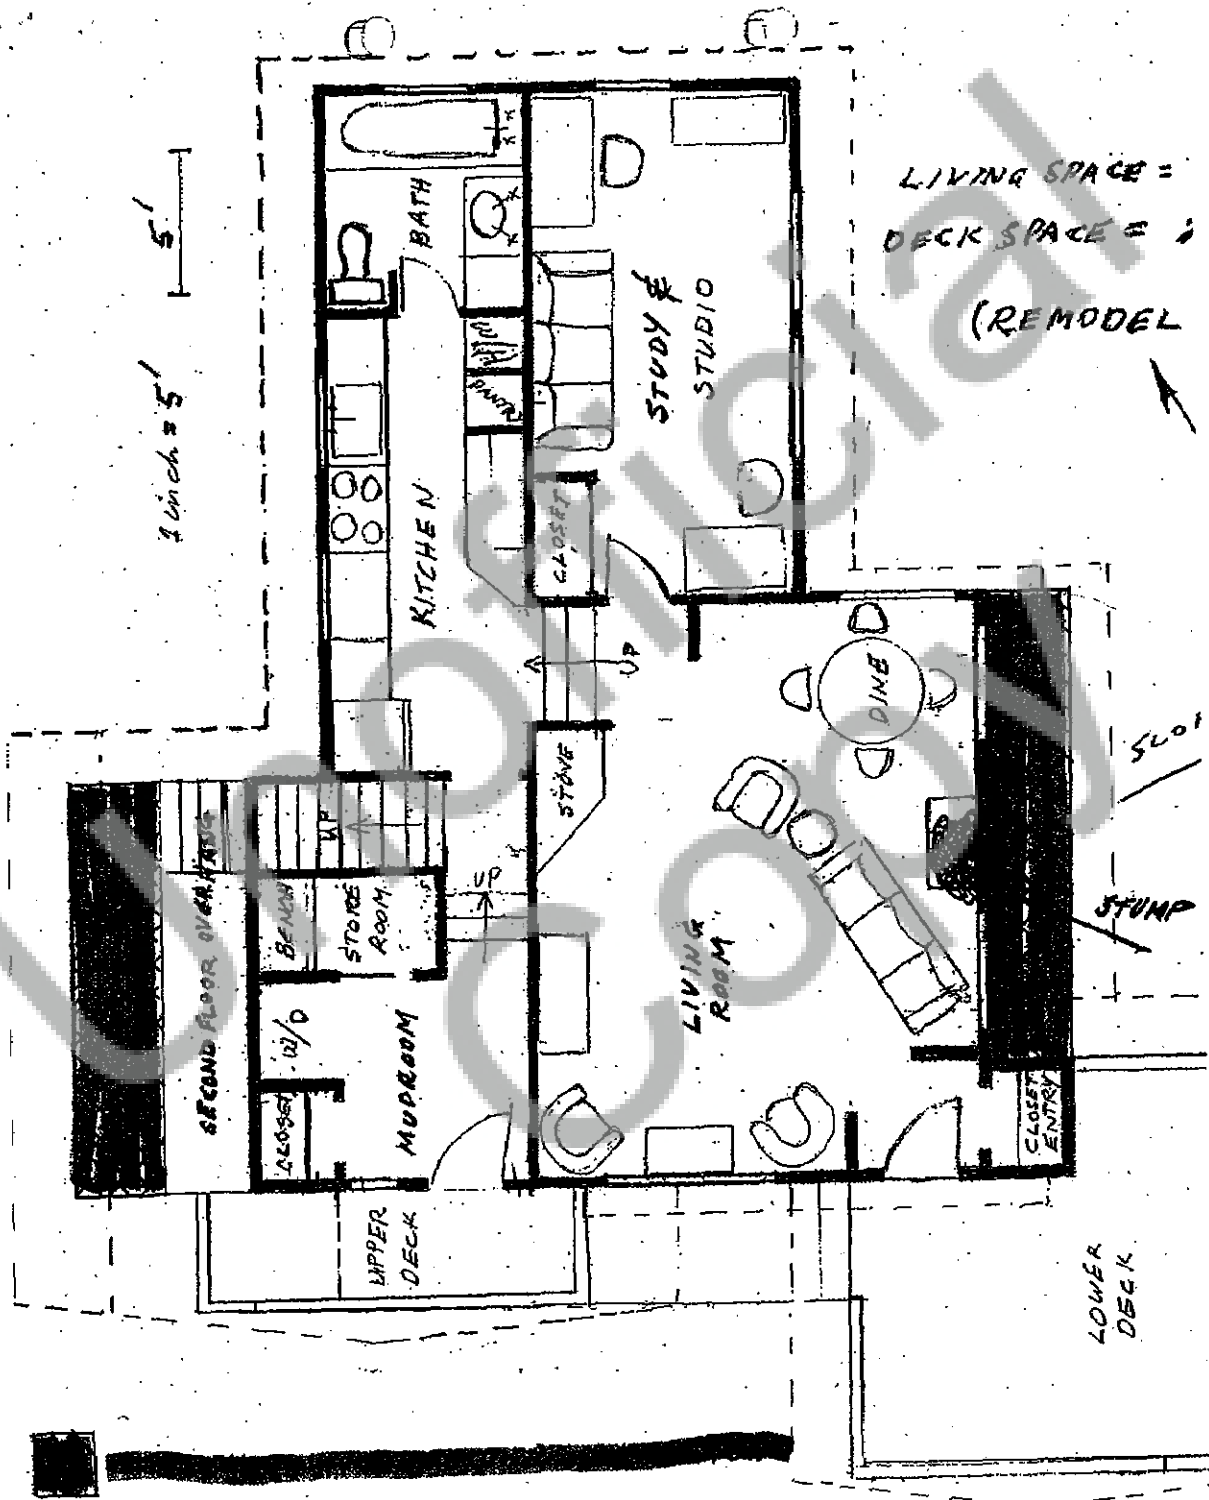 LIVING SPACE =
DECK SPACE =
(REMODEL
5'
1 inch = 5'
BATH
STUDY &
STUDIO
PANTRY
KITCHEN
CLOSET
UP
DINE
STOVE
UP
UP
BENCH
STORE
ROOM
SECOND FLOOR OVERHANG
LIVING
ROOM
W/D
MUDROOM
CLOSET
CLOSET
ENTRY
STUMP
UPPER
DECK
LOWER
DECK
Unofficial
Copy